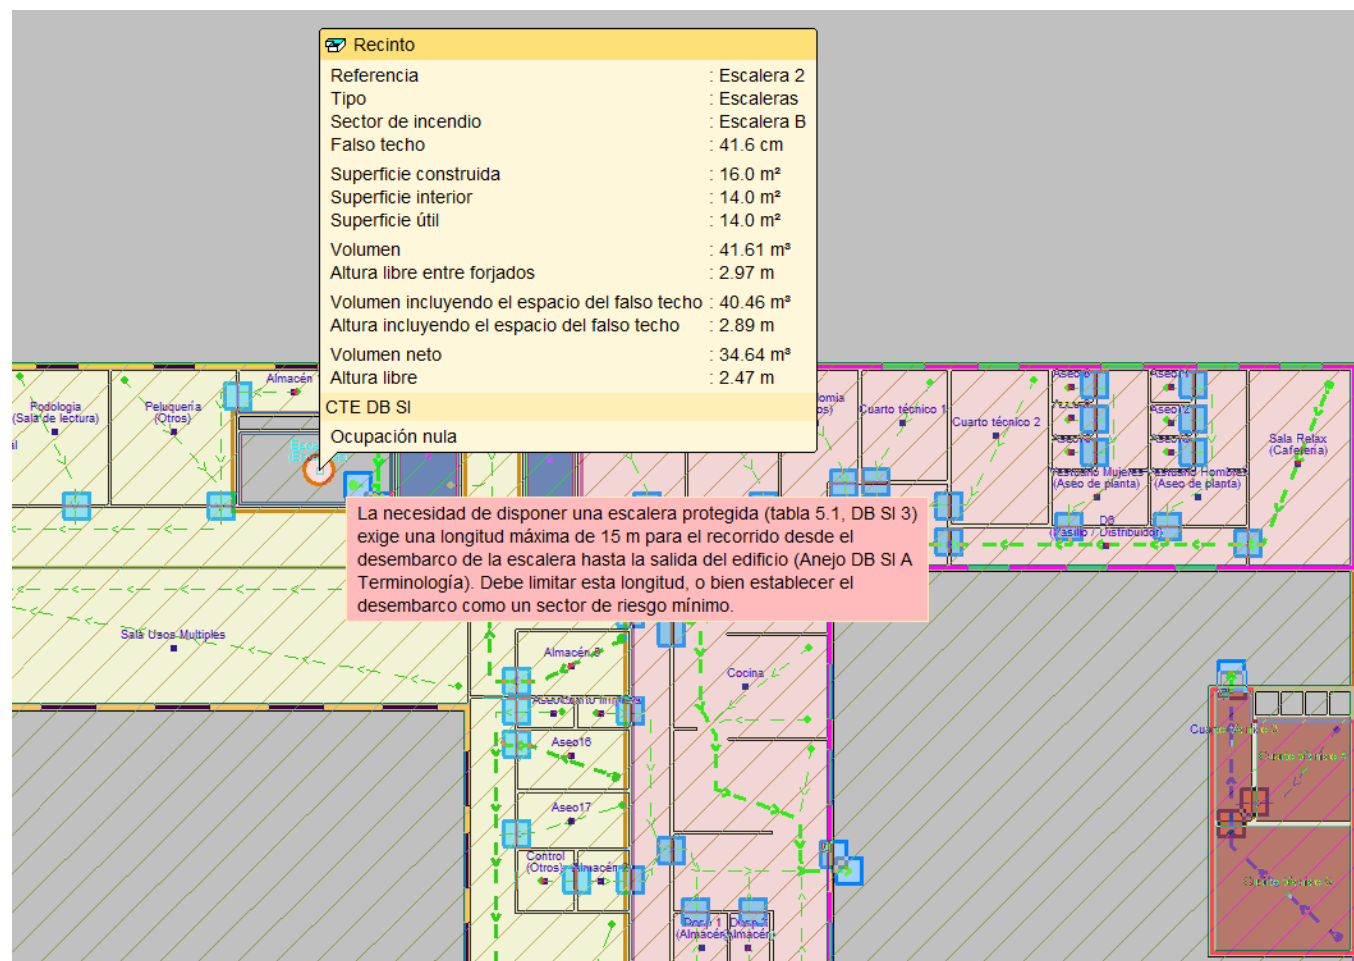 Recinto
Referencia : Escalera 2
Tipo : Escaleras
Sector de incendio : Escalera B
Falso techo : 41.6 cm
Superficie construida : 16.0 m²
Superficie interior : 14.0 m²
Superficie útil : 14.0 m²
Volumen : 41.61 m³
Altura libre entre forjados : 2.97 m
Volumen incluyendo el espacio del falso techo : 40.46 m³
Altura incluyendo el espacio del falso techo : 2.89 m
Volumen neto : 34.64 m³
Altura libre : 2.47 m
CTE DB SI
Ocupación nula
Almacén
Podologia
(Sala de lectura)
Peluquería
(Otros)
Cuarto técnico 1
Cuarto técnico 2
Sala Relax
(Cafetería)
(Aseo de planta)
(Aseo de planta)
D6
(Pasillo / Distribuidor)
La necesidad de disponer una escalera protegida (tabla 5.1, DB SI 3)
exige una longitud máxima de 15 m para el recorrido desde el
desembarco de la escalera hasta la salida del edificio (Anejo DB SI A
Terminología). Debe limitar esta longitud, o bien establecer el
desembarco como un sector de riesgo mínimo.
Sala Usos Multiples
Cocina
Aseo16
Aseo17
Control
(Otros)